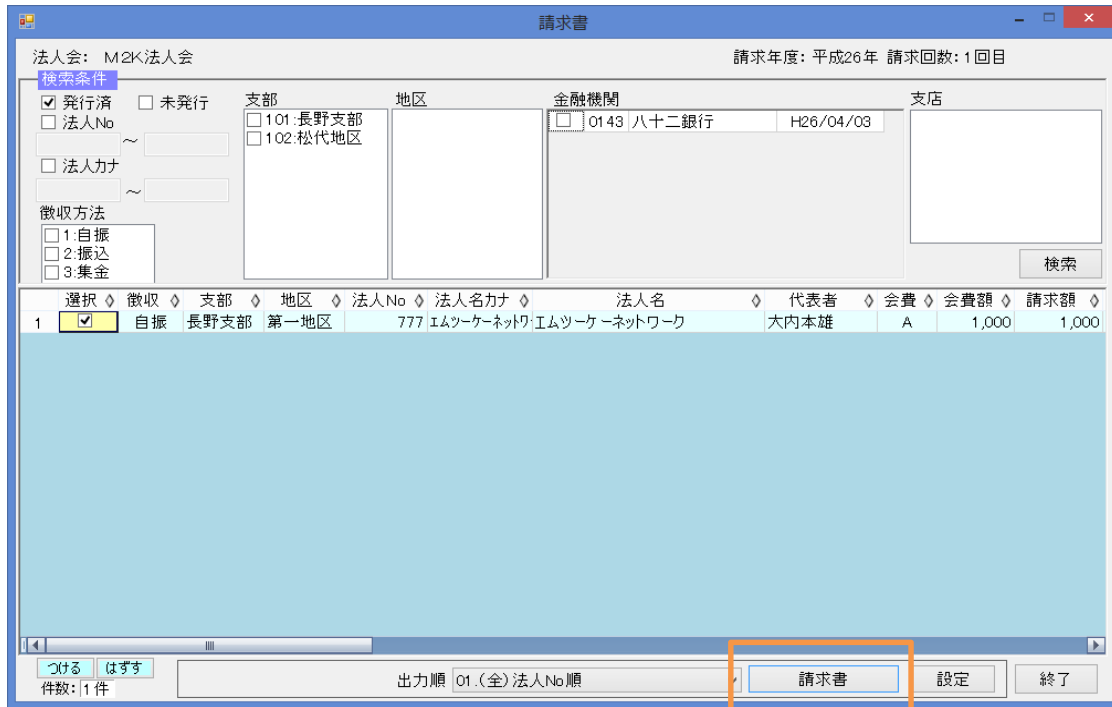 請求書
法人会: M2K法人会 請求年度: 平成26年 請求回数: 1回目
検索条件
発行済 未発行 支部 地区 金融機関 支店
法人No 101:長野支部 0143 八十二銀行 H26/04/03
～ 102:松代地区
法人カナ
～
徴収方法
1:自振
2:振込
3:集金 検索
選択 徴収 支部 地区 法人No 法人名カナ 法人名 代表者 会費 会費額 請求額
1 自振 長野支部 第一地区 777 エムツーケーネットワ エムツーケーネットワーク 大内本雄 A 1,000 1,000
つける はずす
件数: 1件 出力順 01.(全)法人No順 請求書 設定 終了